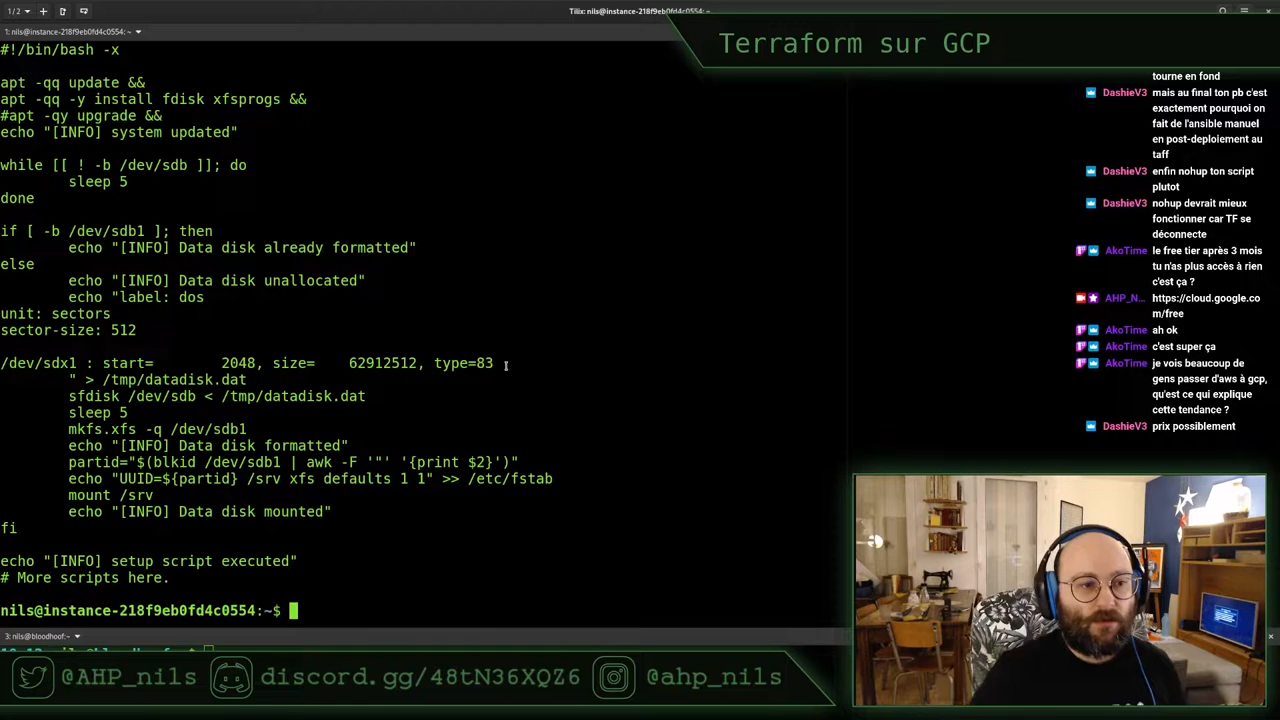 1/2
Tilix: nils@instance-218f9eb0fd4c0554: ~
1: nils@instance-218f9eb0fd4c0554: ~
Terraform sur GCP
#!/bin/bash -x
apt -qq update &&
apt -qq -y install fdisk xfsprogs &&
#apt -qy upgrade &&
echo "[INFO] system updated"
while [[ ! -b /dev/sdb ]]; do
sleep 5
done
if [ -b /dev/sdb1 ]; then
echo "[INFO] Data disk already formatted"
else
echo "[INFO] Data disk unallocated"
echo "label: dos
unit: sectors
sector-size: 512
/dev/sdx1 : start=        2048, size=    62912512, type=83
" > /tmp/datadisk.dat
sfdisk /dev/sdb < /tmp/datadisk.dat
sleep 5
mkfs.xfs -q /dev/sdb1
echo "[INFO] Data disk formatted"
partid="$(blkid /dev/sdb1 | awk -F '"' '{print $2}')"
echo "UUID=${partid} /srv xfs defaults 1 1" >> /etc/fstab
mount /srv
echo "[INFO] Data disk mounted"
fi
echo "[INFO] setup script executed"
# More scripts here.
nils@instance-218f9eb0fd4c0554:~$
3: nils@bloodhoof: ~
tourne en fond
DashieV3 mais au final ton pb c'est
exactement pourquoi on
fait de l'ansible manuel
en post-deploiement au
taff
DashieV3 enfin nohup ton script
plutot
DashieV3 nohup devrait mieux
fonctionner car TF se
déconnecte
AkoTime le free tier après 3 mois
tu n'as plus accès à rien
c'est ça ?
AHP_N... https://cloud.google.co
m/free
AkoTime ah ok
AkoTime c'est super ça
AkoTime je vois beaucoup de
gens passer d'aws à gcp,
qu'est ce qui explique
cette tendance ?
DashieV3 prix possiblement
@AHP_nils
discord.gg/48tN36XQZ6
@ahp_nils